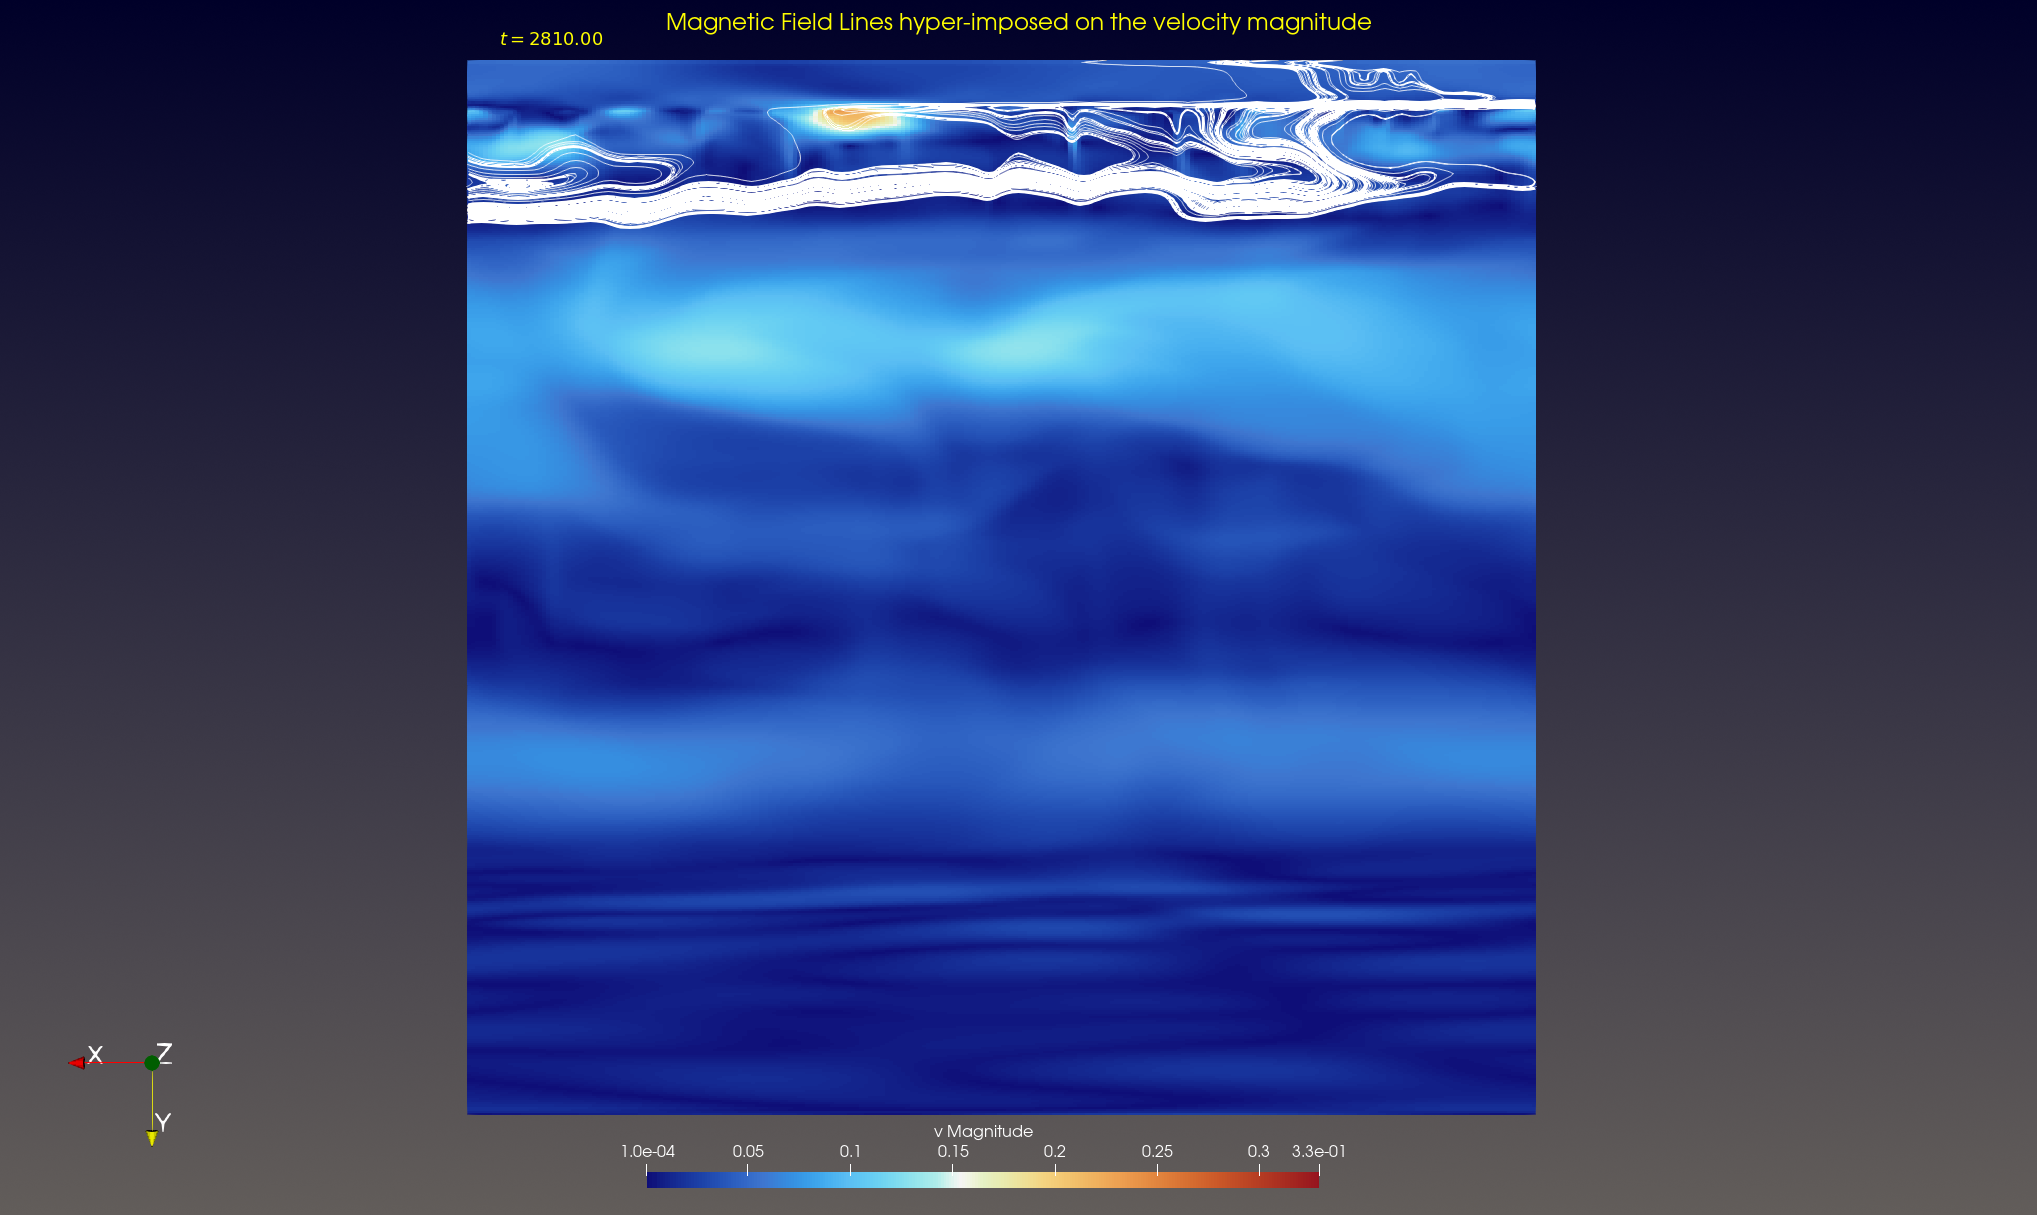 Magnetic Field Lines hyper-imposed on the velocity magnitude
t = 2810.00
X Z
Y
v Magnitude
1.0e-04 0.05 0.1 0.15 0.2 0.25 0.3 3.3e-01